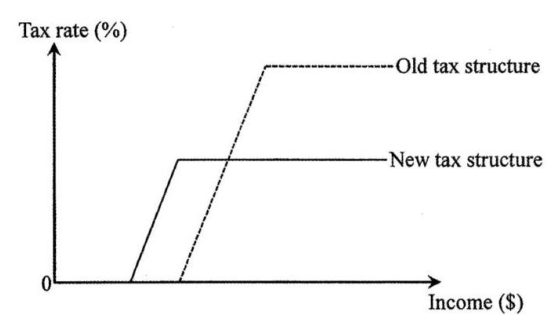 Tax rate (%)
Old tax structure
New tax structure
0
Income ($)